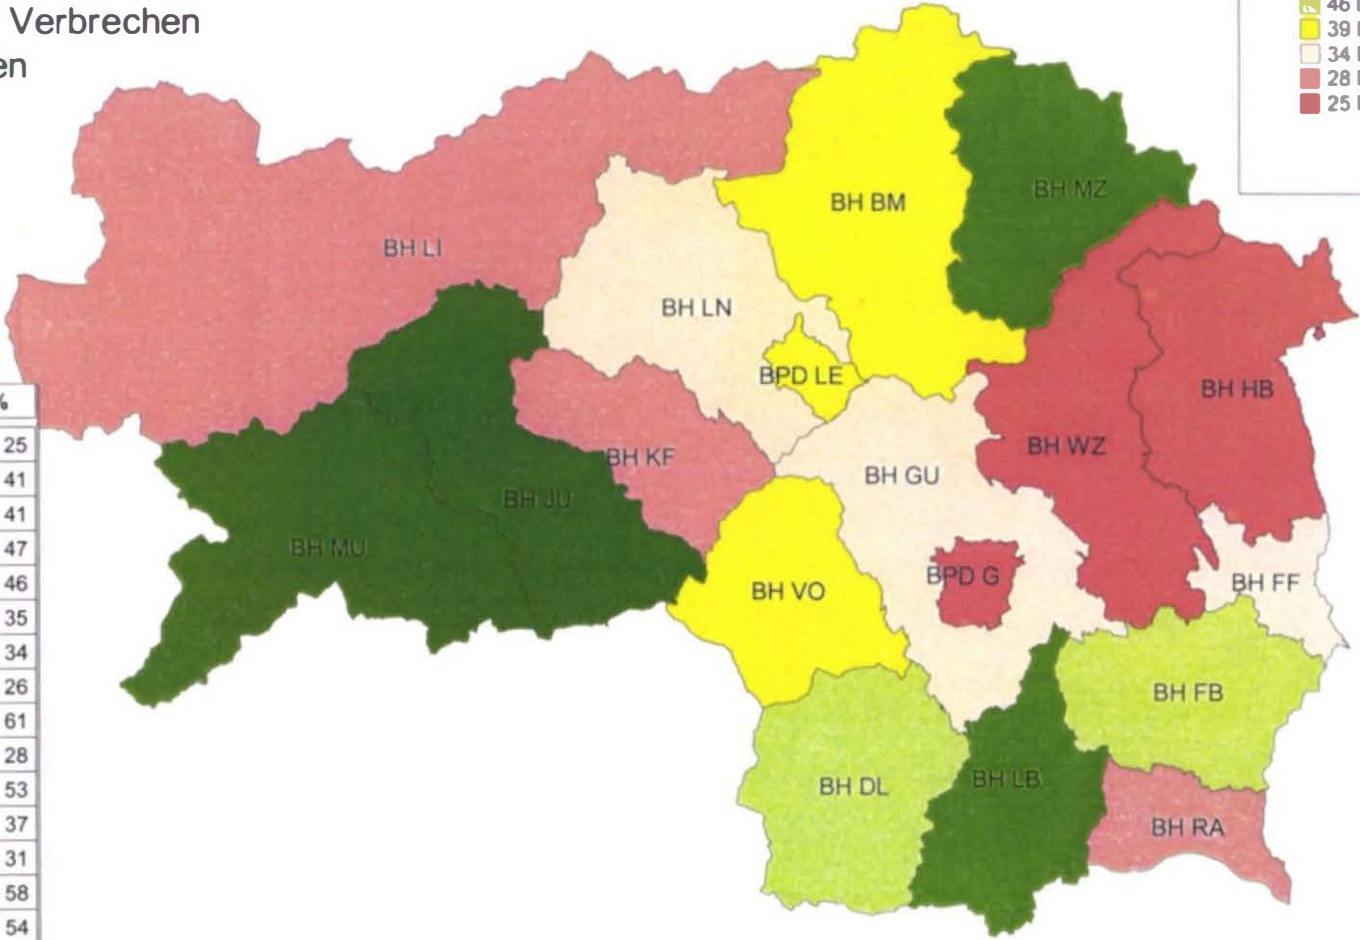 Verbrechen
en
46
39
34
28
25
BH BM
BH MZ
BH LI
BH LN
BPD LE
BH HB
BH WZ
BH KF
BH GU
BH JU
BH MU
BPD G
BH VO
BH FF
BH FB
BH DL
BH LB
BH RA
%
25
41
41
47
46
35
34
26
61
28
53
37
31
58
54